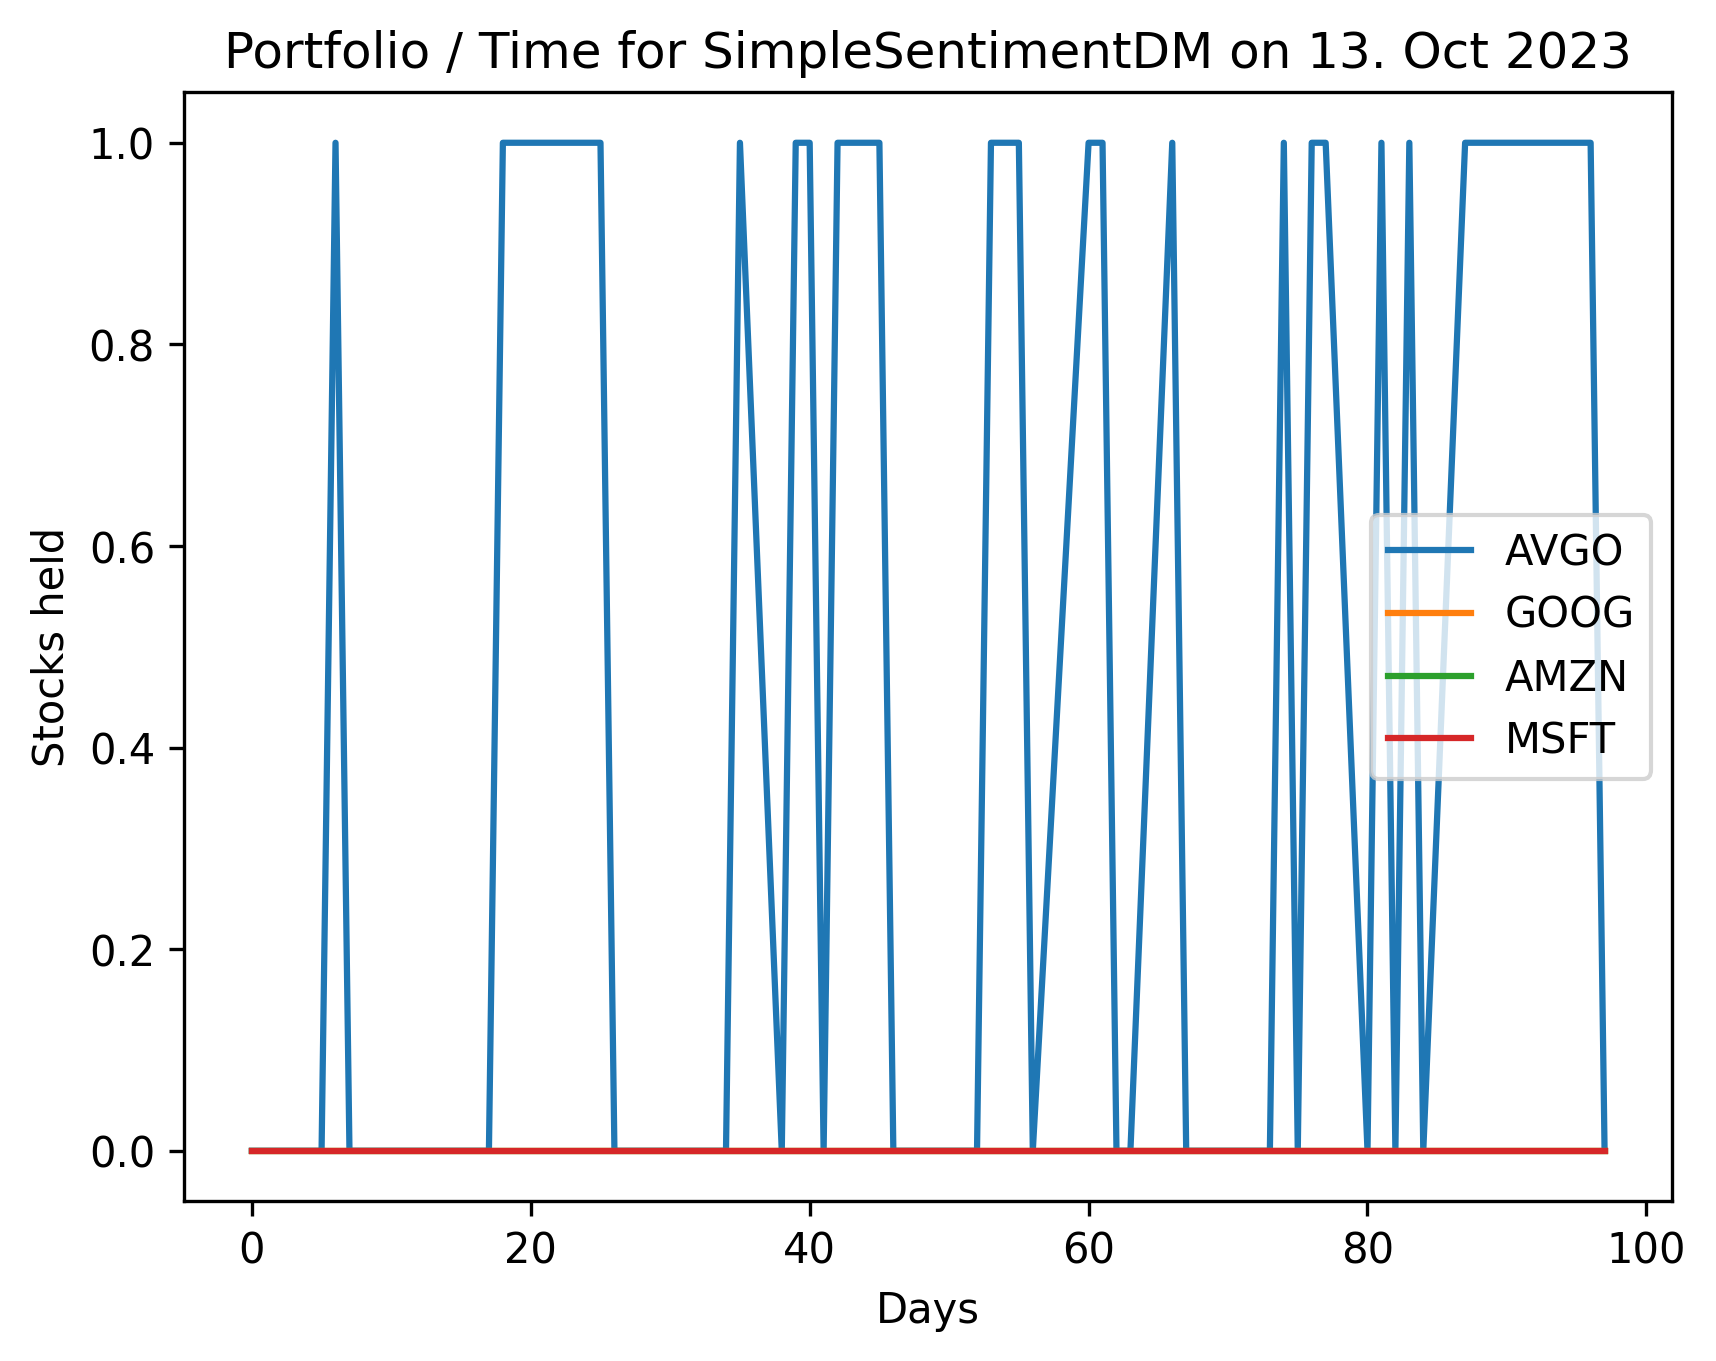 Portfolio / Time for SimpleSentimentDM on 13. Oct 2023
1.0
0.8
0.6
0.4
0.2
0.0
Stocks held
AVGO
GOOG
AMZN
MSFT
0 20 40 60 80 100
Days